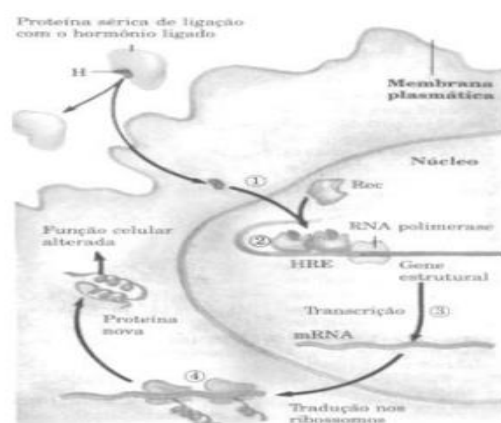 Proteína sérica de ligação
com o hormônio ligado
H
Membrana
plasmática
Núcleo
①
Rec
Função celular
alterada
RNA polimerase
②
HRE
Gene
estrutural
Proteína
nova
Transcrição
③
mRNA
④
Tradução nos
ribossomos